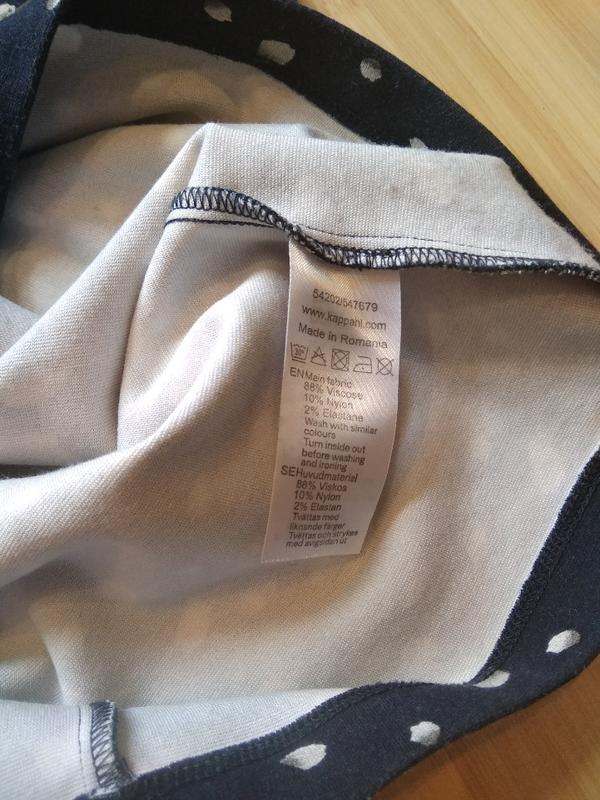 54202/547679
www.kappahl.com
Made in Romania
30°
EN Main fabric
88% Viscose
10% Nylon
2% Elastane
Wash with similar
colours
Turn inside out
before washing
and ironing
SE Huvudmaterial
88% Viskos
10% Nylon
2% Elastan
Tvättas med
liknande färger
Tvättas och strykes
med avigsidan ut